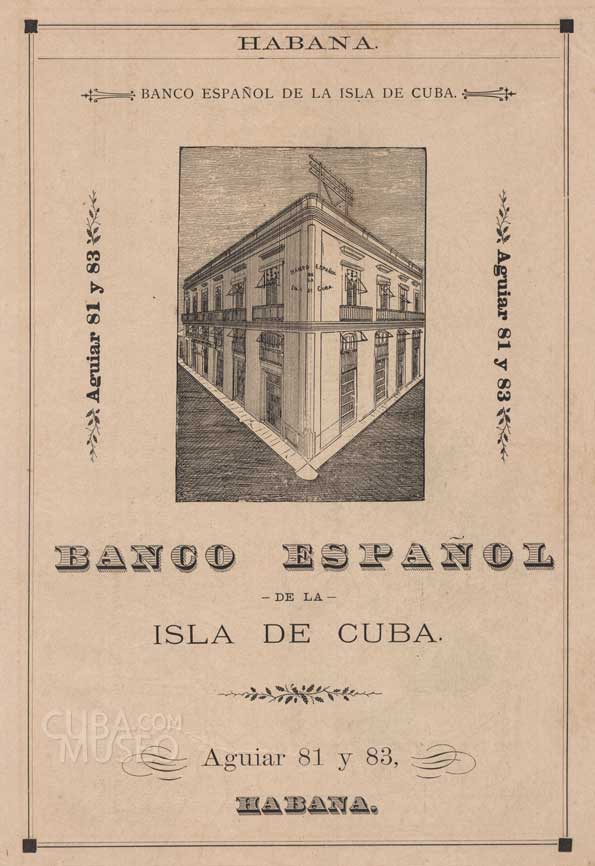 HABANA.
BANCO ESPAÑOL DE LA ISLA DE CUBA.
Aguiar 81 y 83
BANCO ESPAÑOL
DE LA
ISLA DE CUBA.
Aguiar 81 y 83
BANCO ESPAÑOL
- DE LA -
ISLA DE CUBA.
CUBA.COM
MUSEO
Aguiar 81 y 83,
HABANA.